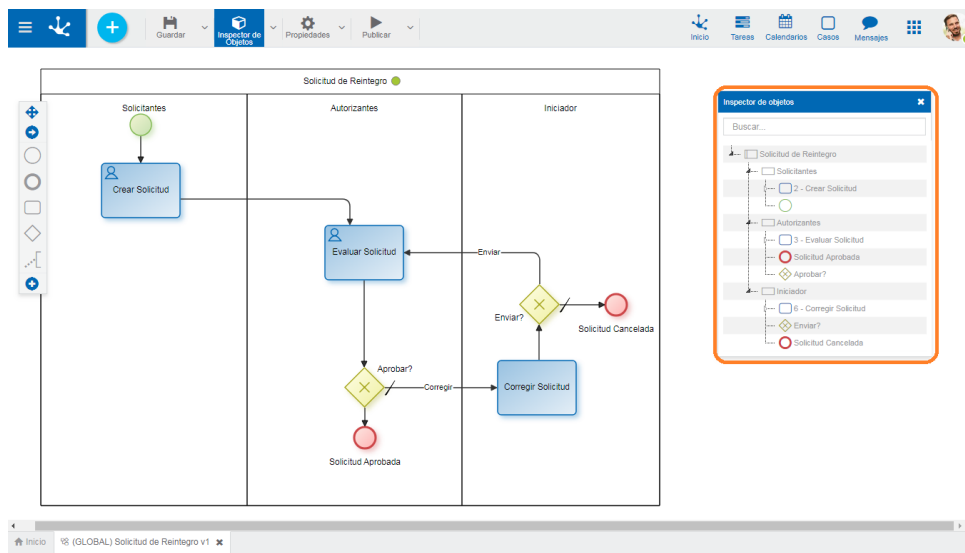 Guardar
Inspector de
Objetos
Propiedades
Publicar
Inicio
Tareas
Calendarios
Casos
Mensajes
Solicitud de Reintegro
Solicitantes
Autorizantes
Iniciador
Crear Solicitud
Evaluar Solicitud
Enviar
Enviar?
Solicitud Cancelada
Aprobar?
Corregir
Corregir Solicitud
Solicitud Aprobada
Inspector de objetos
Buscar...
Solicitud de Reintegro
Solicitantes
2 - Crear Solicitud
Autorizantes
3 - Evaluar Solicitud
Solicitud Aprobada
Aprobar?
Iniciador
6 - Corregir Solicitud
Enviar?
Solicitud Cancelada
Inicio
(GLOBAL) Solicitud de Reintegro v1